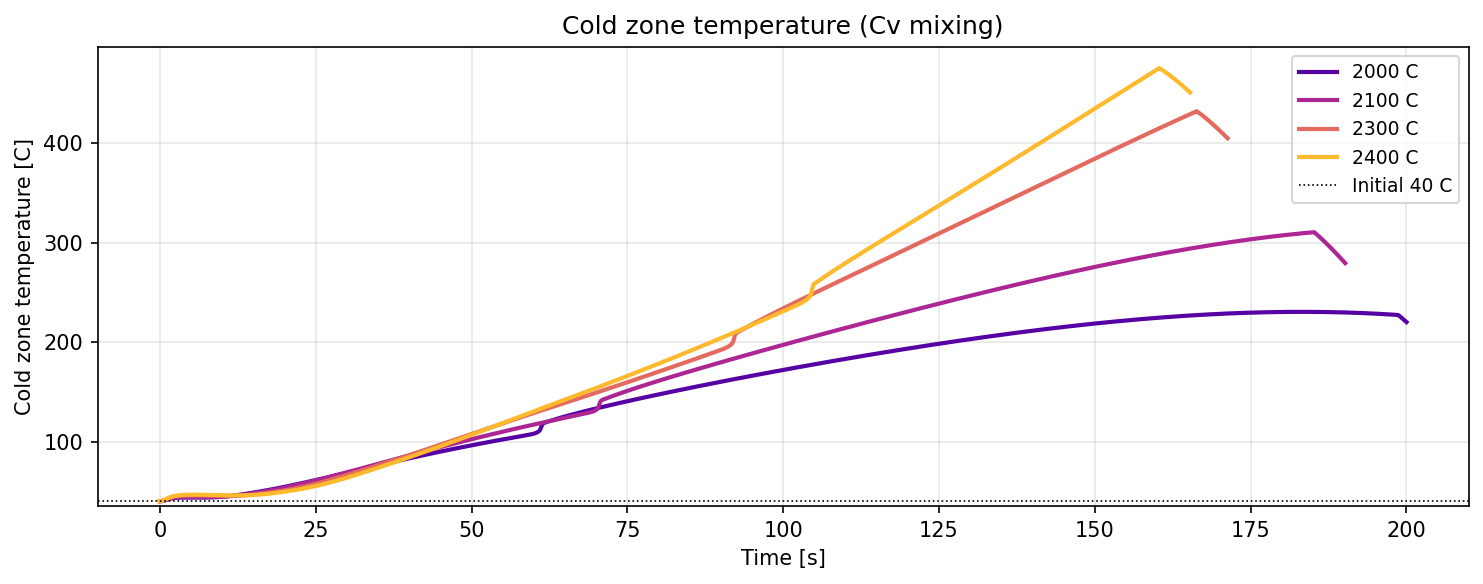 Cold zone temperature (Cv mixing)
Cold zone temperature [C]
400
300
200
100
0
25
50
75
100
125
150
175
200
Time [s]
2000 C
2100 C
2300 C
2400 C
Initial 40 C